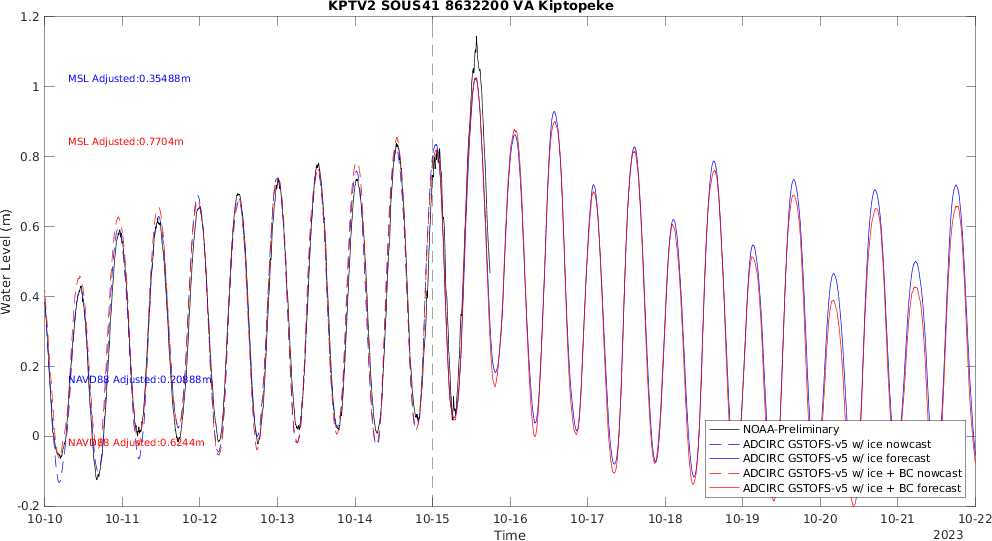 KPTV2 SOUS41 8632200 VA Kiptopeke
1.2
1
0.8
0.6
0.4
0.2
0
-0.2
Water Level (m)
MSL Adjusted:0.35488m
MSL Adjusted:0.7704m
NAVD88 Adjusted:0.20888m
NAVD88 Adjusted:0.6244m
NOAA-Preliminary
ADCIRC GSTOFS-v5 w/ ice nowcast
ADCIRC GSTOFS-v5 w/ ice forecast
ADCIRC GSTOFS-v5 w/ ice + BC nowcast
ADCIRC GSTOFS-v5 w/ ice + BC forecast
10-10 10-11 10-12 10-13 10-14 10-15 10-16 10-17 10-18 10-19 10-20 10-21 10-22
Time
2023